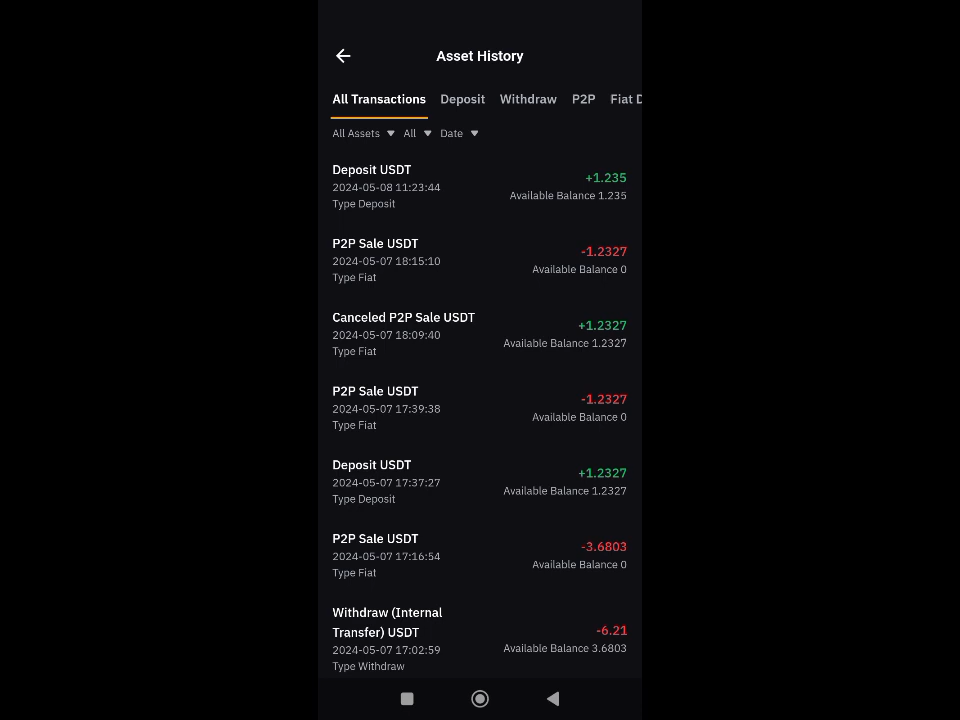 Asset History
All Transactions Deposit Withdraw P2P Fiat D
All Assets All Date
Deposit USDT
2024-05-08 11:23:44
Type Deposit
+1.235
Available Balance 1.235
P2P Sale USDT
2024-05-07 18:15:10
Type Fiat
-1.2327
Available Balance 0
Canceled P2P Sale USDT
2024-05-07 18:09:40
Type Fiat
+1.2327
Available Balance 1.2327
P2P Sale USDT
2024-05-07 17:39:38
Type Fiat
-1.2327
Available Balance 0
Deposit USDT
2024-05-07 17:37:27
Type Deposit
+1.2327
Available Balance 1.2327
P2P Sale USDT
2024-05-07 17:16:54
Type Fiat
-3.6803
Available Balance 0
Withdraw (Internal
Transfer) USDT
2024-05-07 17:02:59
Type Withdraw
-6.21
Available Balance 3.6803